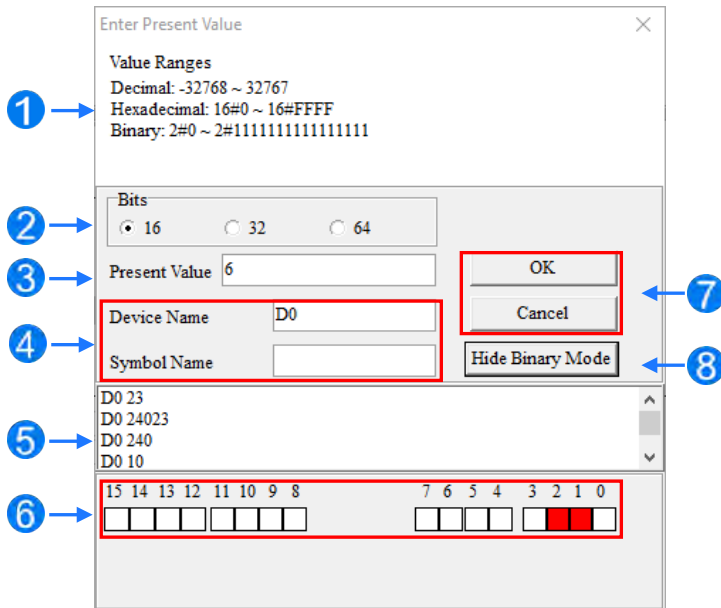 Enter Present Value
Value Ranges
Decimal: -32768 ~ 32767
1
Hexadecimal: 16#0 ~ 16#FFFF
Binary: 2#0 ~ 2#1111111111111111
Bits
2
16 32 64
3
Present Value 6
OK
7
Device Name D0
Cancel
4
Symbol Name
Hide Binary Mode
8
D0 23
D0 24023
5
D0 240
D0 10
15 14 13 12 11 10 9 8 7 6 5 4 3 2 1 0
6